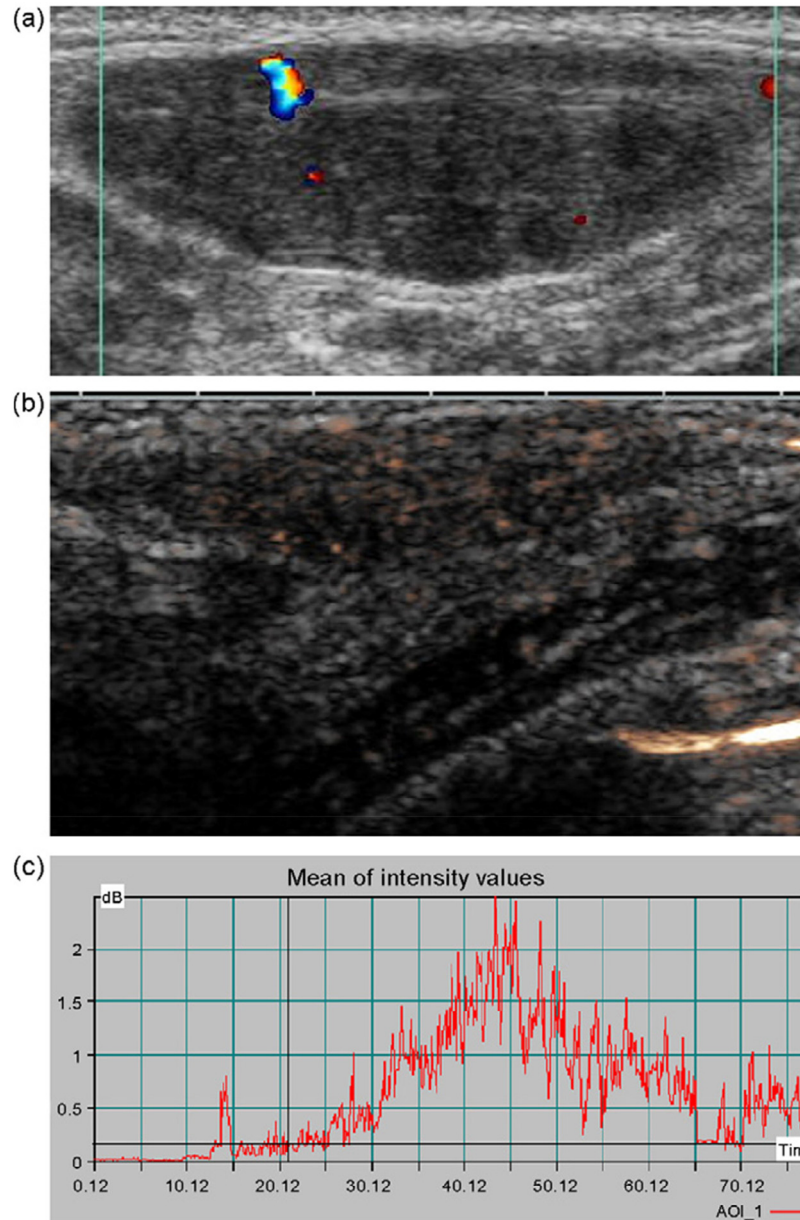 (a)
(b)
(c)
Mean of intensity values
dB
2
1.5
1
0.5
0
Tim
0.12 10.12 20.12 30.12 40.12 50.12 60.12 70.12
AOI_1